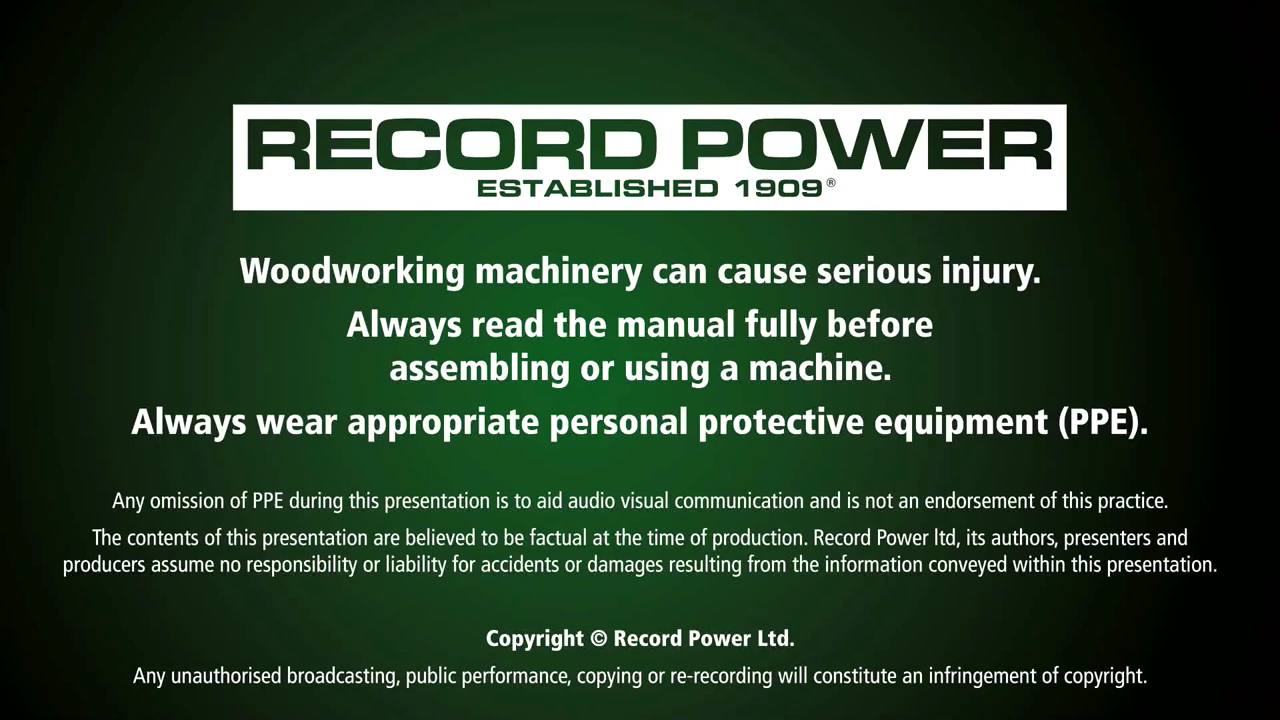 RECORD POWER
ESTABLISHED 1909®
Woodworking machinery can cause serious injury.
Always read the manual fully before
assembling or using a machine.
Always wear appropriate personal protective equipment (PPE).
Any omission of PPE during this presentation is to aid audio visual communication and is not an endorsement of this practice.
The contents of this presentation are believed to be factual at the time of production. Record Power ltd, its authors, presenters and
producers assume no responsibility or liability for accidents or damages resulting from the information conveyed within this presentation.
Copyright © Record Power Ltd.
Any unauthorised broadcasting, public performance, copying or re-recording will constitute an infringement of copyright.